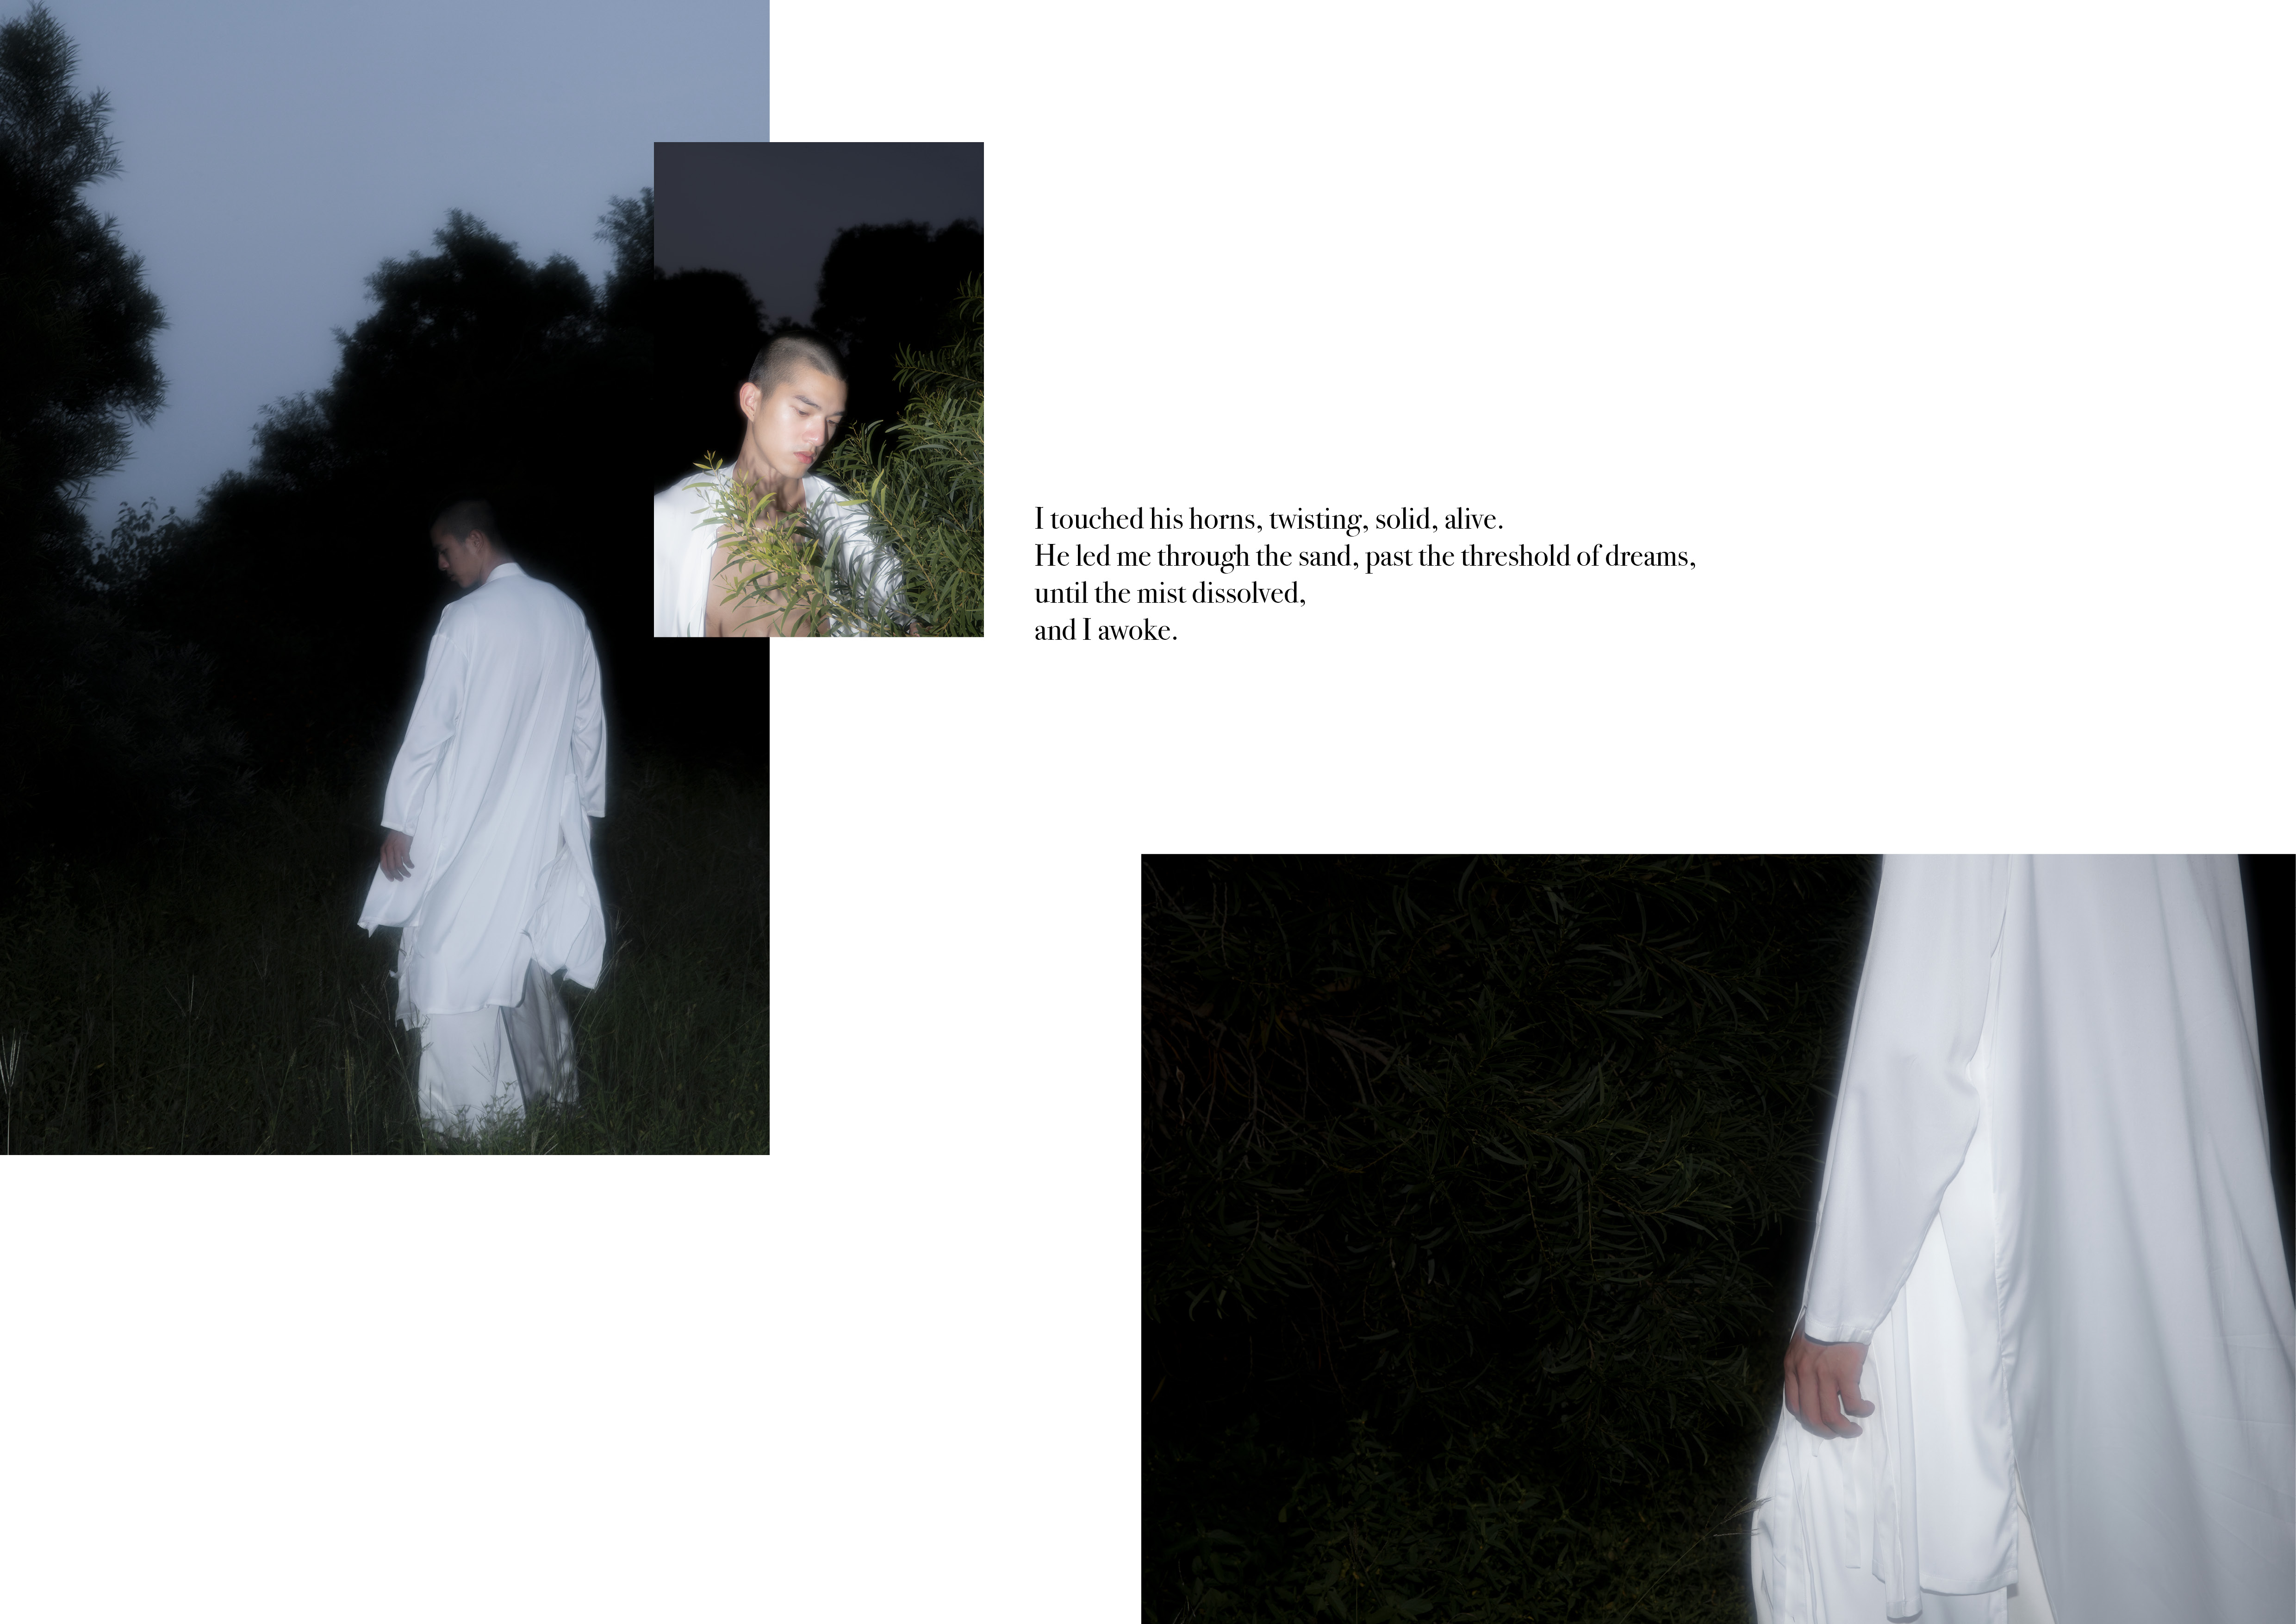 I touched his horns, twisting, solid, alive.
He led me through the sand, past the threshold of dreams,
until the mist dissolved,
and I awoke.